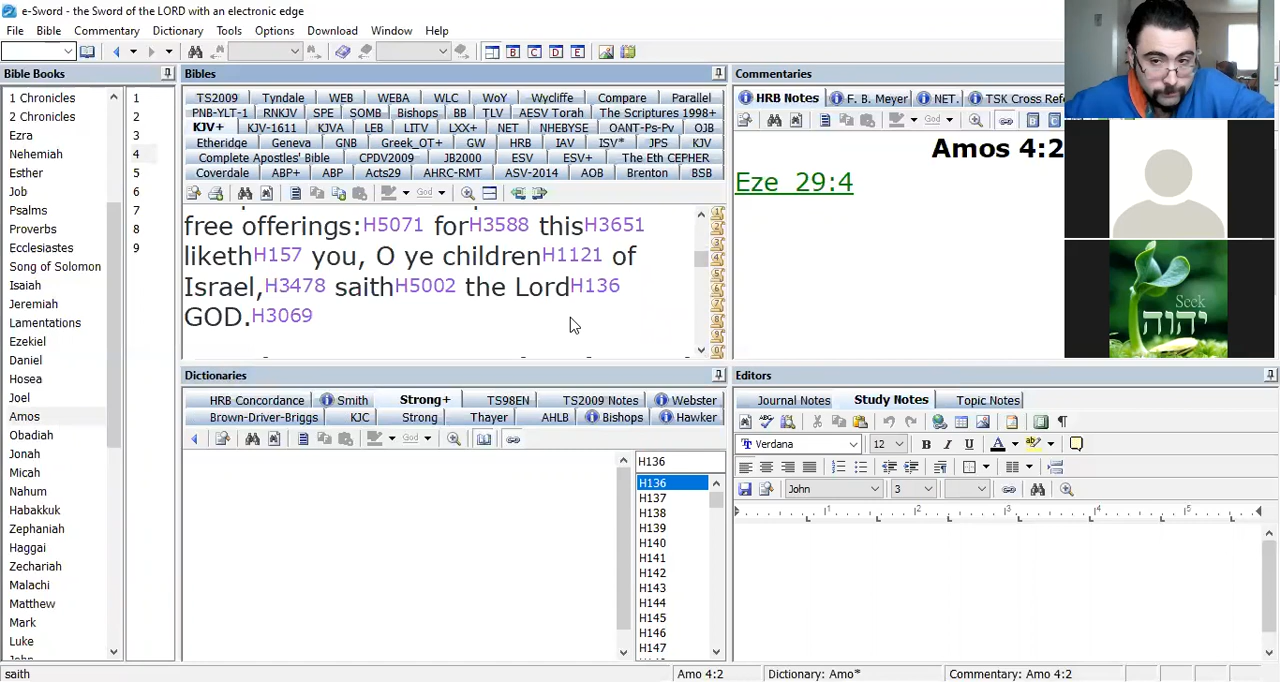 e-Sword - the Sword of the LORD with an electronic edge
File Bible Commentary Dictionary Tools Options Download Window Help
B C D E
Bible Books
1 Chronicles
2 Chronicles
Ezra
Nehemiah
Esther
Job
Psalms
Proverbs
Ecclesiastes
Song of Solomon
Isaiah
Jeremiah
Lamentations
Ezekiel
Daniel
Hosea
Joel
Amos
Obadiah
Jonah
Micah
Nahum
Habakkuk
Zephaniah
Haggai
Zechariah
Malachi
Matthew
Mark
Luke
1
2
3
4
5
6
7
8
9
Bibles
TS2009 Tyndale WEB WEBA WLC WoY Wycliffe Compare Parallel
PNB-YLT-1 RNKJV SPE SOMB Bishops BB TLV AESV Torah The Scriptures 1998+
KJV+ KJV-1611 KJVA LEB LITV LXX+ NET NHEBYSE OANT-Ps-Pv OJB
Etheridge Geneva GNB Greek_OT+ GW HRB IAV ISV* JPS KJV
Complete Apostles' Bible CPDV2009 JB2000 ESV ESV+ The Eth CEPHER
Coverdale ABP+ ABP Acts29 AHRC-RMT ASV-2014 AOB Brenton BSB
God
free offerings:H5071 forH3588 thisH3651
likethH157 you, O ye childrenH1121 of
Israel,H3478 saithH5002 the LordH136
GOD.H3069
Commentaries
HRB Notes F. B. Meyer NET. TSK Cross Ref
God
Amos 4:2
Eze 29:4
Seek
יהוה
Dictionaries
HRB Concordance Smith Strong+ TS98EN TS2009 Notes Webster
Brown-Driver-Briggs KJC Strong Thayer AHLB Bishops Hawker
God
H136
H136
H137
H138
H139
H140
H141
H142
H143
H144
H145
H146
H147
Editors
Journal Notes Study Notes Topic Notes
Verdana 12 B I U A
John 3
1 2 3 4 5
saith Amo 4:2 Dictionary: Amo* Commentary: Amo 4:2